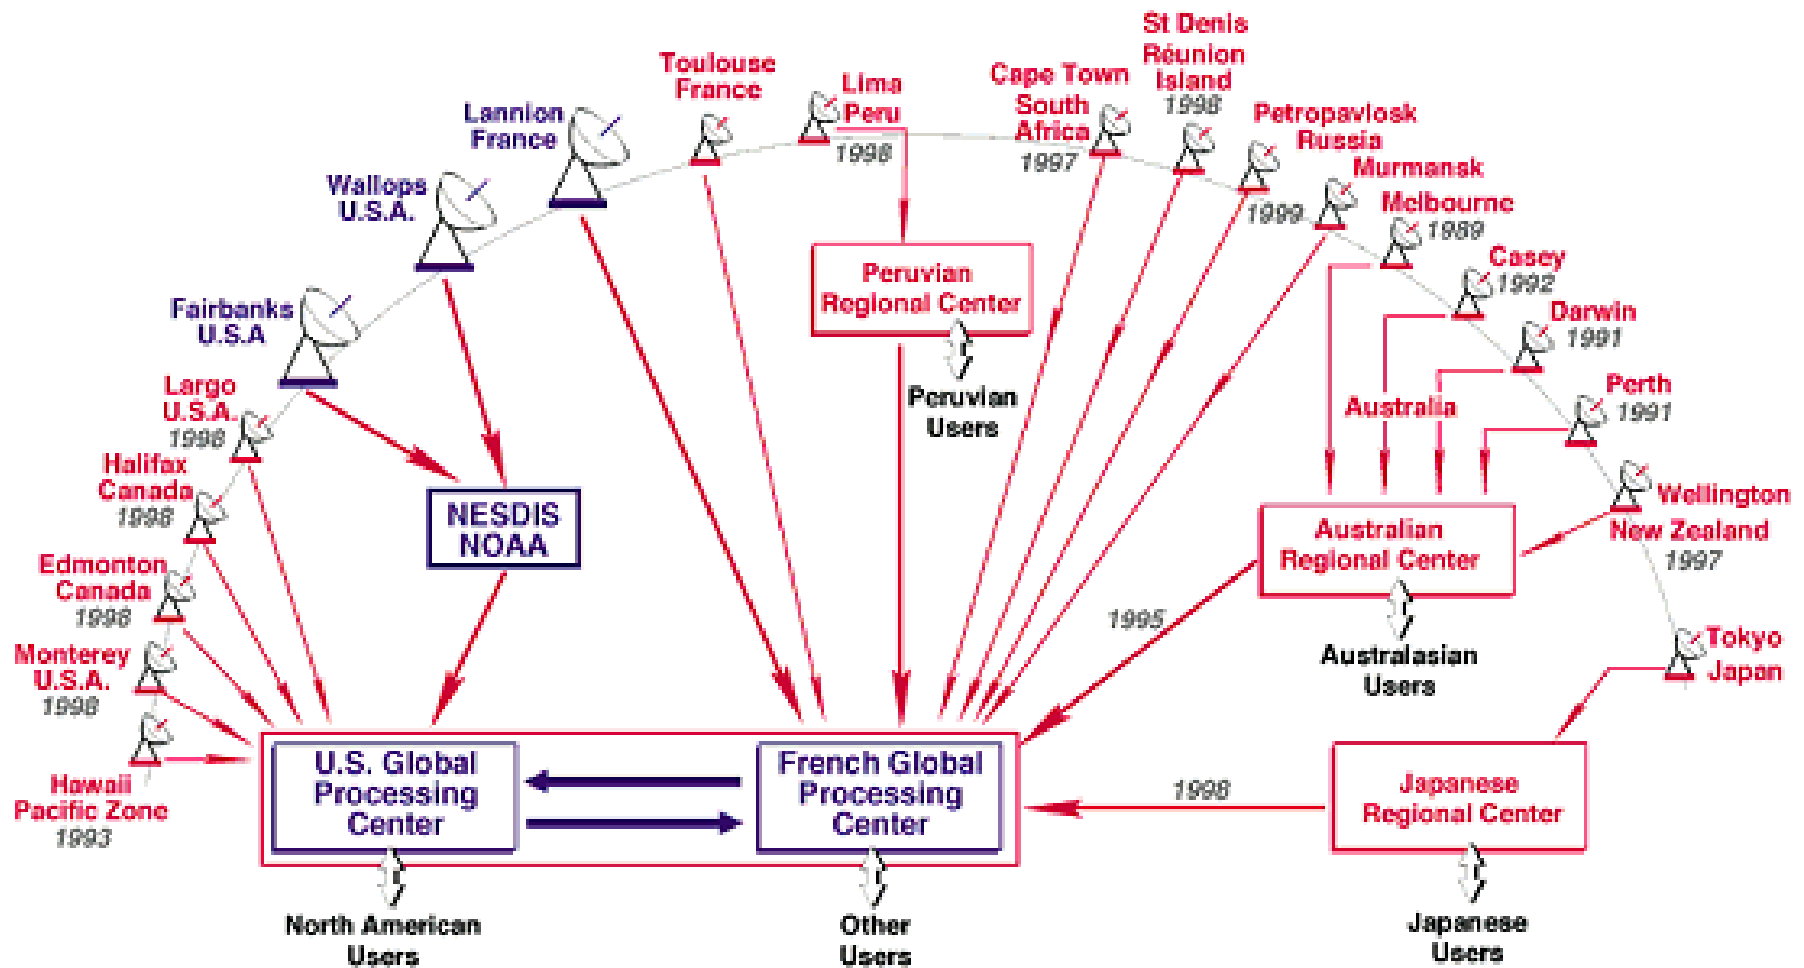 St Denis
Réunion
Island
1998
Toulouse
France
Lima
Peru
1998
Cape Town
South
Africa
1997
Lannion
France
Petropavlosk
Russia
1999
Wallops
U.S.A.
Murmansk
Melbourne
1989
Fairbanks
U.S.A
Peruvian
Regional Center
Casey
1992
Darwin
1991
Largo
U.S.A.
1998
Peruvian
Users
Australia
Perth
1991
Halifax
Canada
1998
NESDIS
NOAA
Australian
Regional Center
Wellington
New Zealand
1997
Edmonton
Canada
1998
1995
Australasian
Users
Monterey
U.S.A.
1998
Tokyo
Japan
Hawaii
Pacific Zone
1993
U.S. Global
Processing
Center
French Global
Processing
Center
1998
Japanese
Regional Center
North American
Users
Other
Users
Japanese
Users